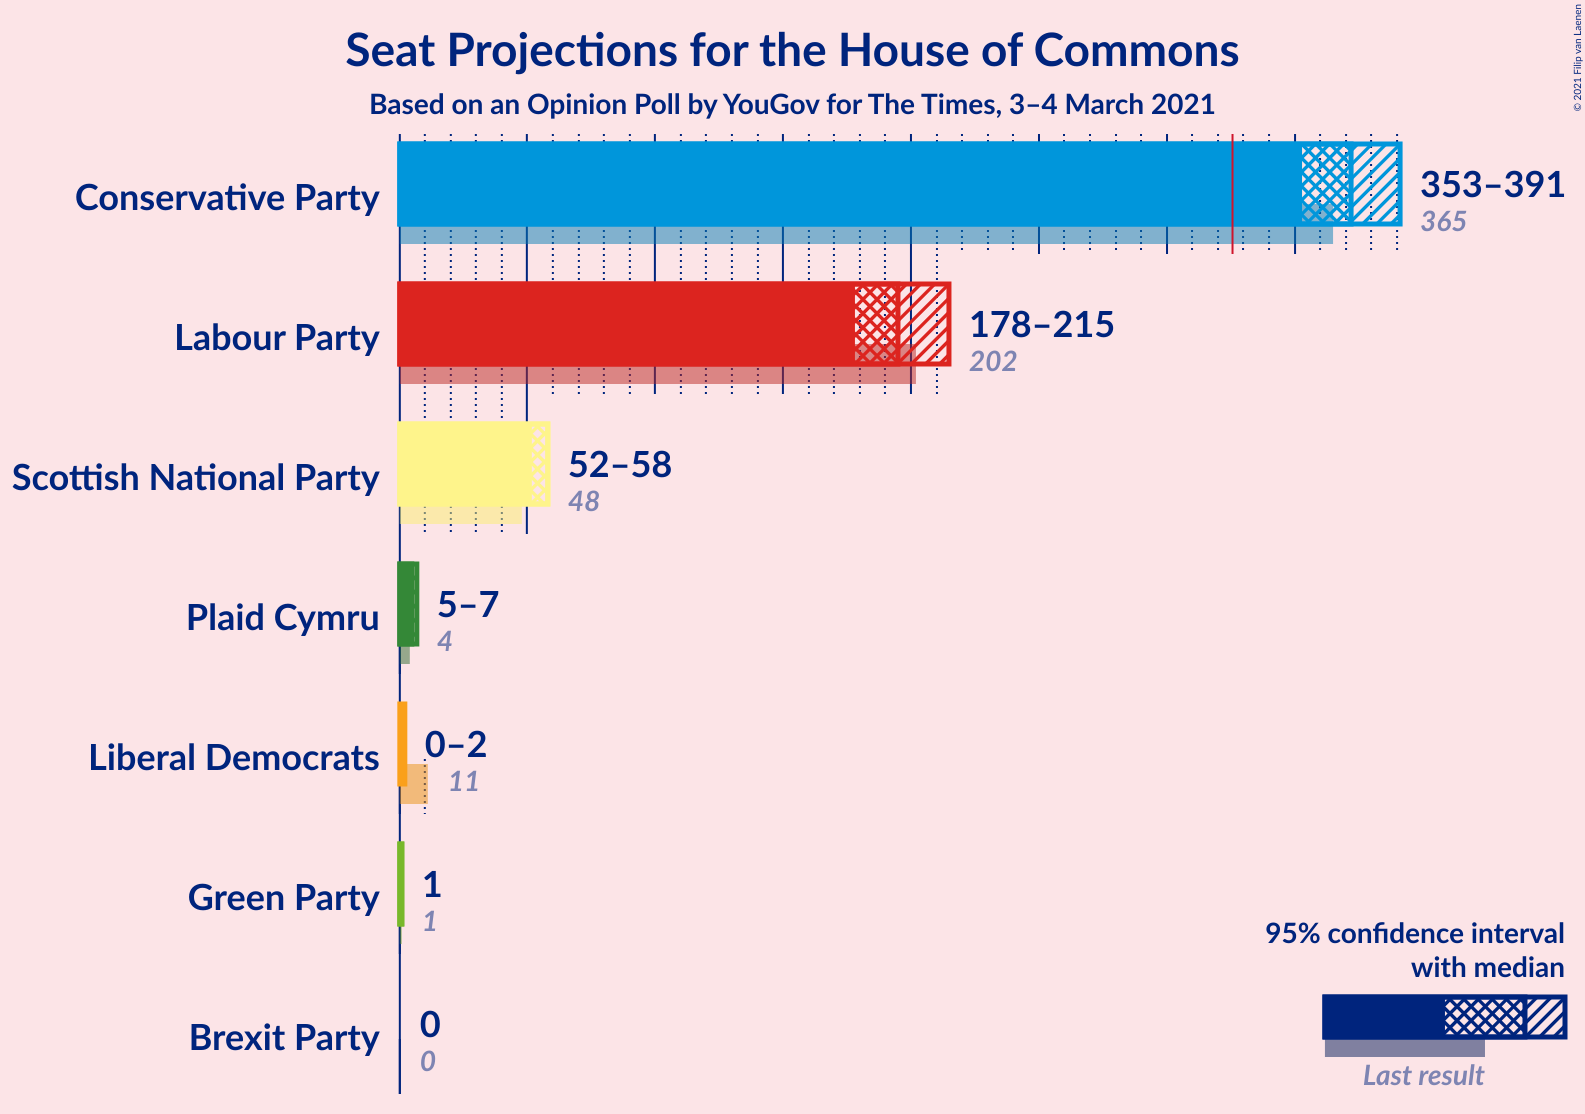 Seat Projections for the House of Commons
Based on an Opinion Poll by YouGov for The Times, 3–4 March 2021
© 2021 Filip van Laenen
Conservative Party
353–391
365
Labour Party
178–215
202
Scottish National Party
52–58
48
Plaid Cymru
5–7
4
Liberal Democrats
0–2
11
Green Party
1
1
Brexit Party
0
0
95% confidence interval
with median
Last result